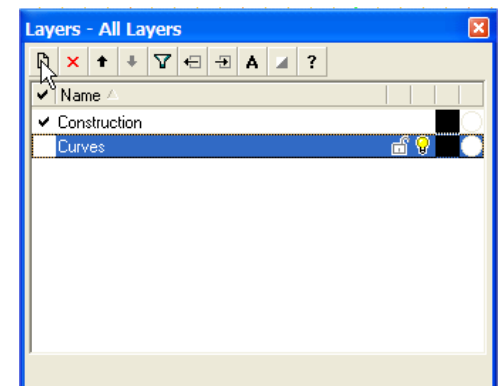 Layers - All Layers
A ?
Name
Construction
Curves